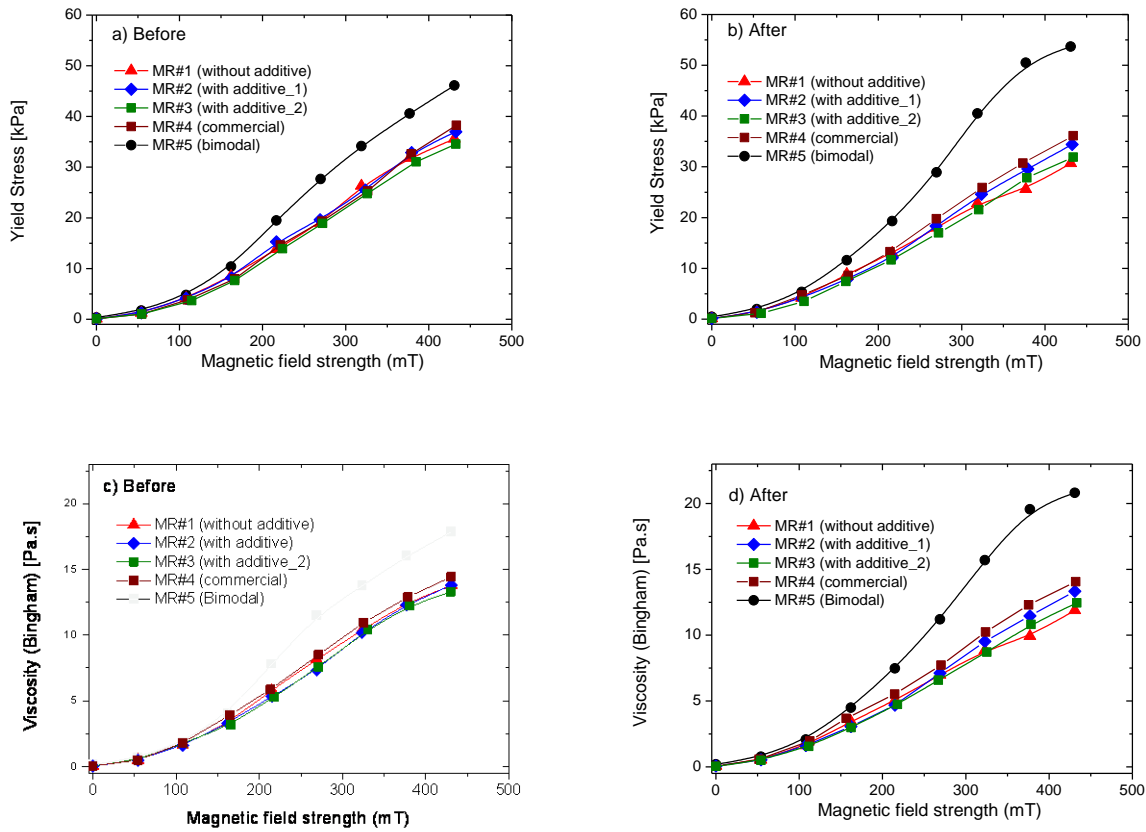 a) Before
MR#1 (without additive)
MR#2 (with additive_1)
MR#3 (with additive_2)
MR#4 (commercial)
MR#5 (bimodal)
Yield Stress [kPa]
60
50
40
30
20
10
0
0 100 200 300 400 500
Magnetic field strength (mT)
b) After
MR#1 (without additive)
MR#2 (with additive_1)
MR#3 (with additive_2)
MR#4 (commercial)
MR#5 (bimodal)
Yield Stress [kPa]
60
50
40
30
20
10
0
0 100 200 300 400 500
Magnetic field strength (mT)
c) Before
MR#1 (without additive)
MR#2 (with additive)
MR#3 (with additive_2)
MR#4 (commercial)
MR#5 (Bimodal)
Viscosity (Bingham) [Pa.s]
20
15
10
5
0
0 100 200 300 400 500
Magnetic field strength (mT)
d) After
MR#1 (without additive)
MR#2 (with additive_1)
MR#3 (with additive_2)
MR#4 (commercial)
MR#5 (Bimodal)
Viscosity (Bingham) [Pa.s]
20
15
10
5
0
0 100 200 300 400 500
Magnetic field strength (mT)